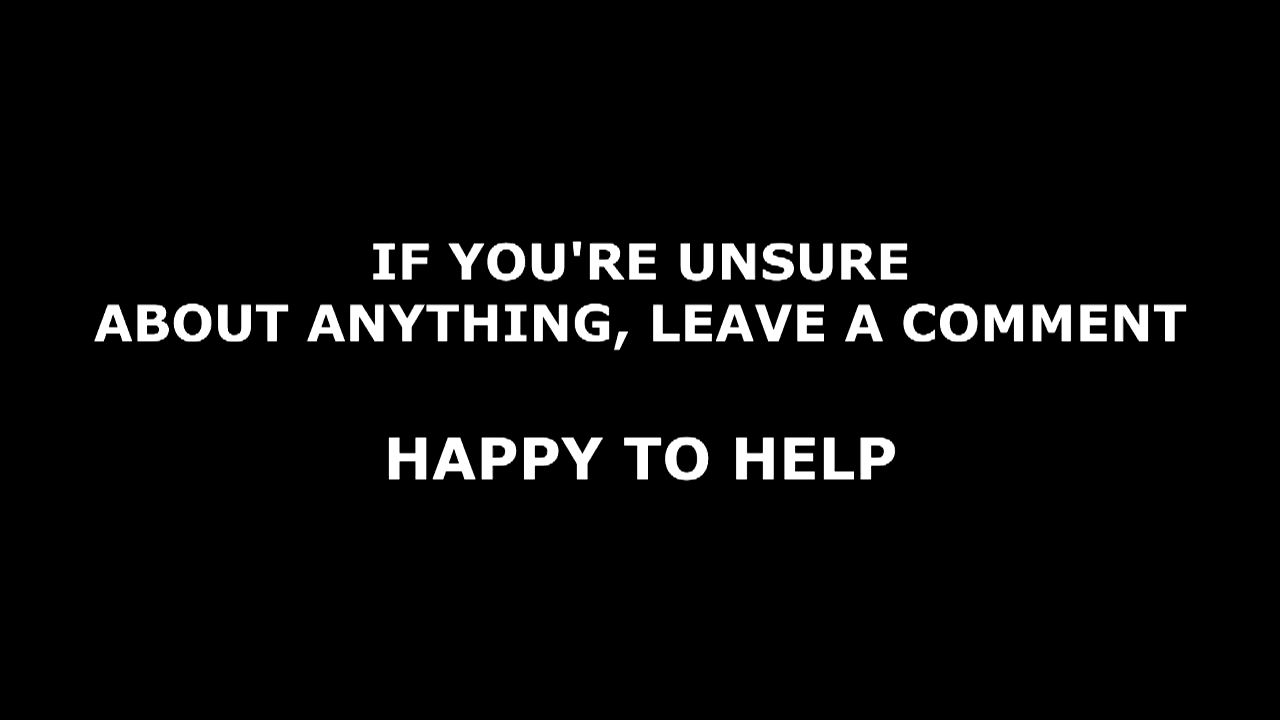 IF YOU'RE UNSURE
ABOUT ANYTHING, LEAVE A COMMENT
HAPPY TO HELP